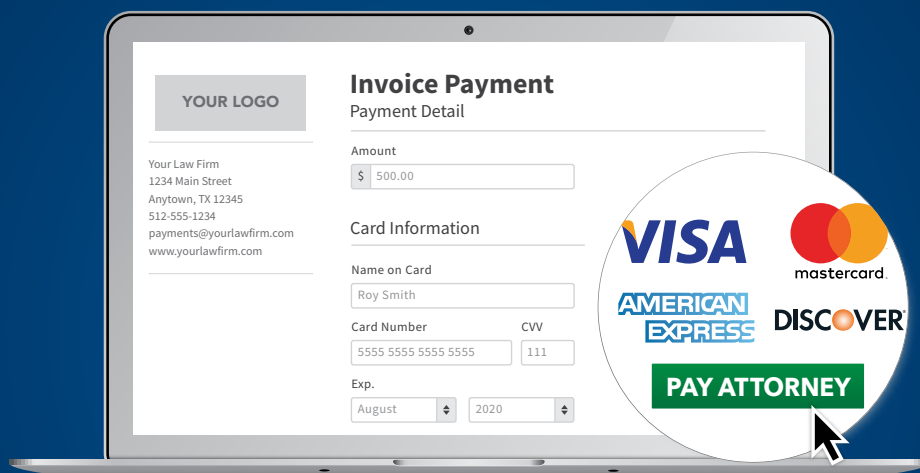 YOUR LOGO
Your Law Firm
1234 Main Street
Anytown, TX 12345
512-555-1234
payments@yourlawfirm.com
www.yourlawfirm.com
Invoice Payment
Payment Detail
Amount
$ 500.00
Card Information
Name on Card
Roy Smith
Card Number CVV
5555 5555 5555 5555 111
Exp.
August 2020
VISA
mastercard.
AMERICAN
EXPRESS
DISCOVER
PAY ATTORNEY